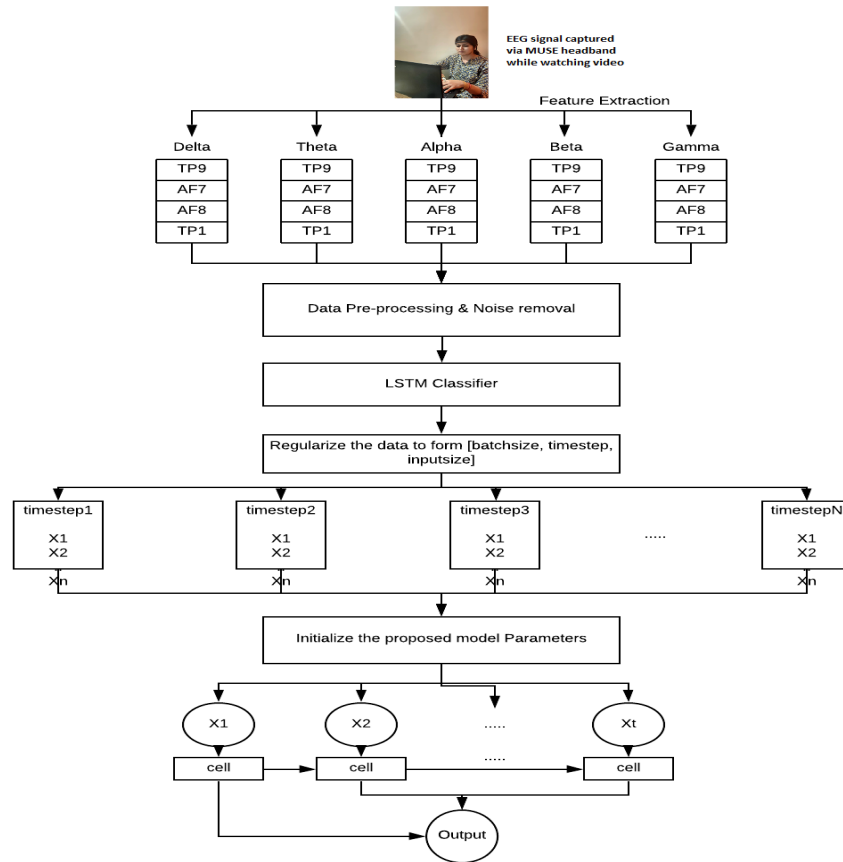 EEG signal captured
via MUSE headband
while watching video
Feature Extraction
Delta
Theta
Alpha
Beta
Gamma
TP9
TP9
TP9
TP9
TP9
AF7
AF7
AF7
AF7
AF7
AF8
AF8
AF8
AF8
AF8
TP1
TP1
TP1
TP1
TP1
Data Pre-processing & Noise removal
LSTM Classifier
Regularize the data to form [batchsize, timestep,
inputsize]
timestep1
timestep2
timestep3
timestepN
X1
X1
X1
.....
X1
X2
X2
X2
X2
Xn
Xn
Xn
Xn
Initialize the proposed model Parameters
X1
X2
.....
Xt
.....
cell
cell
cell
Output